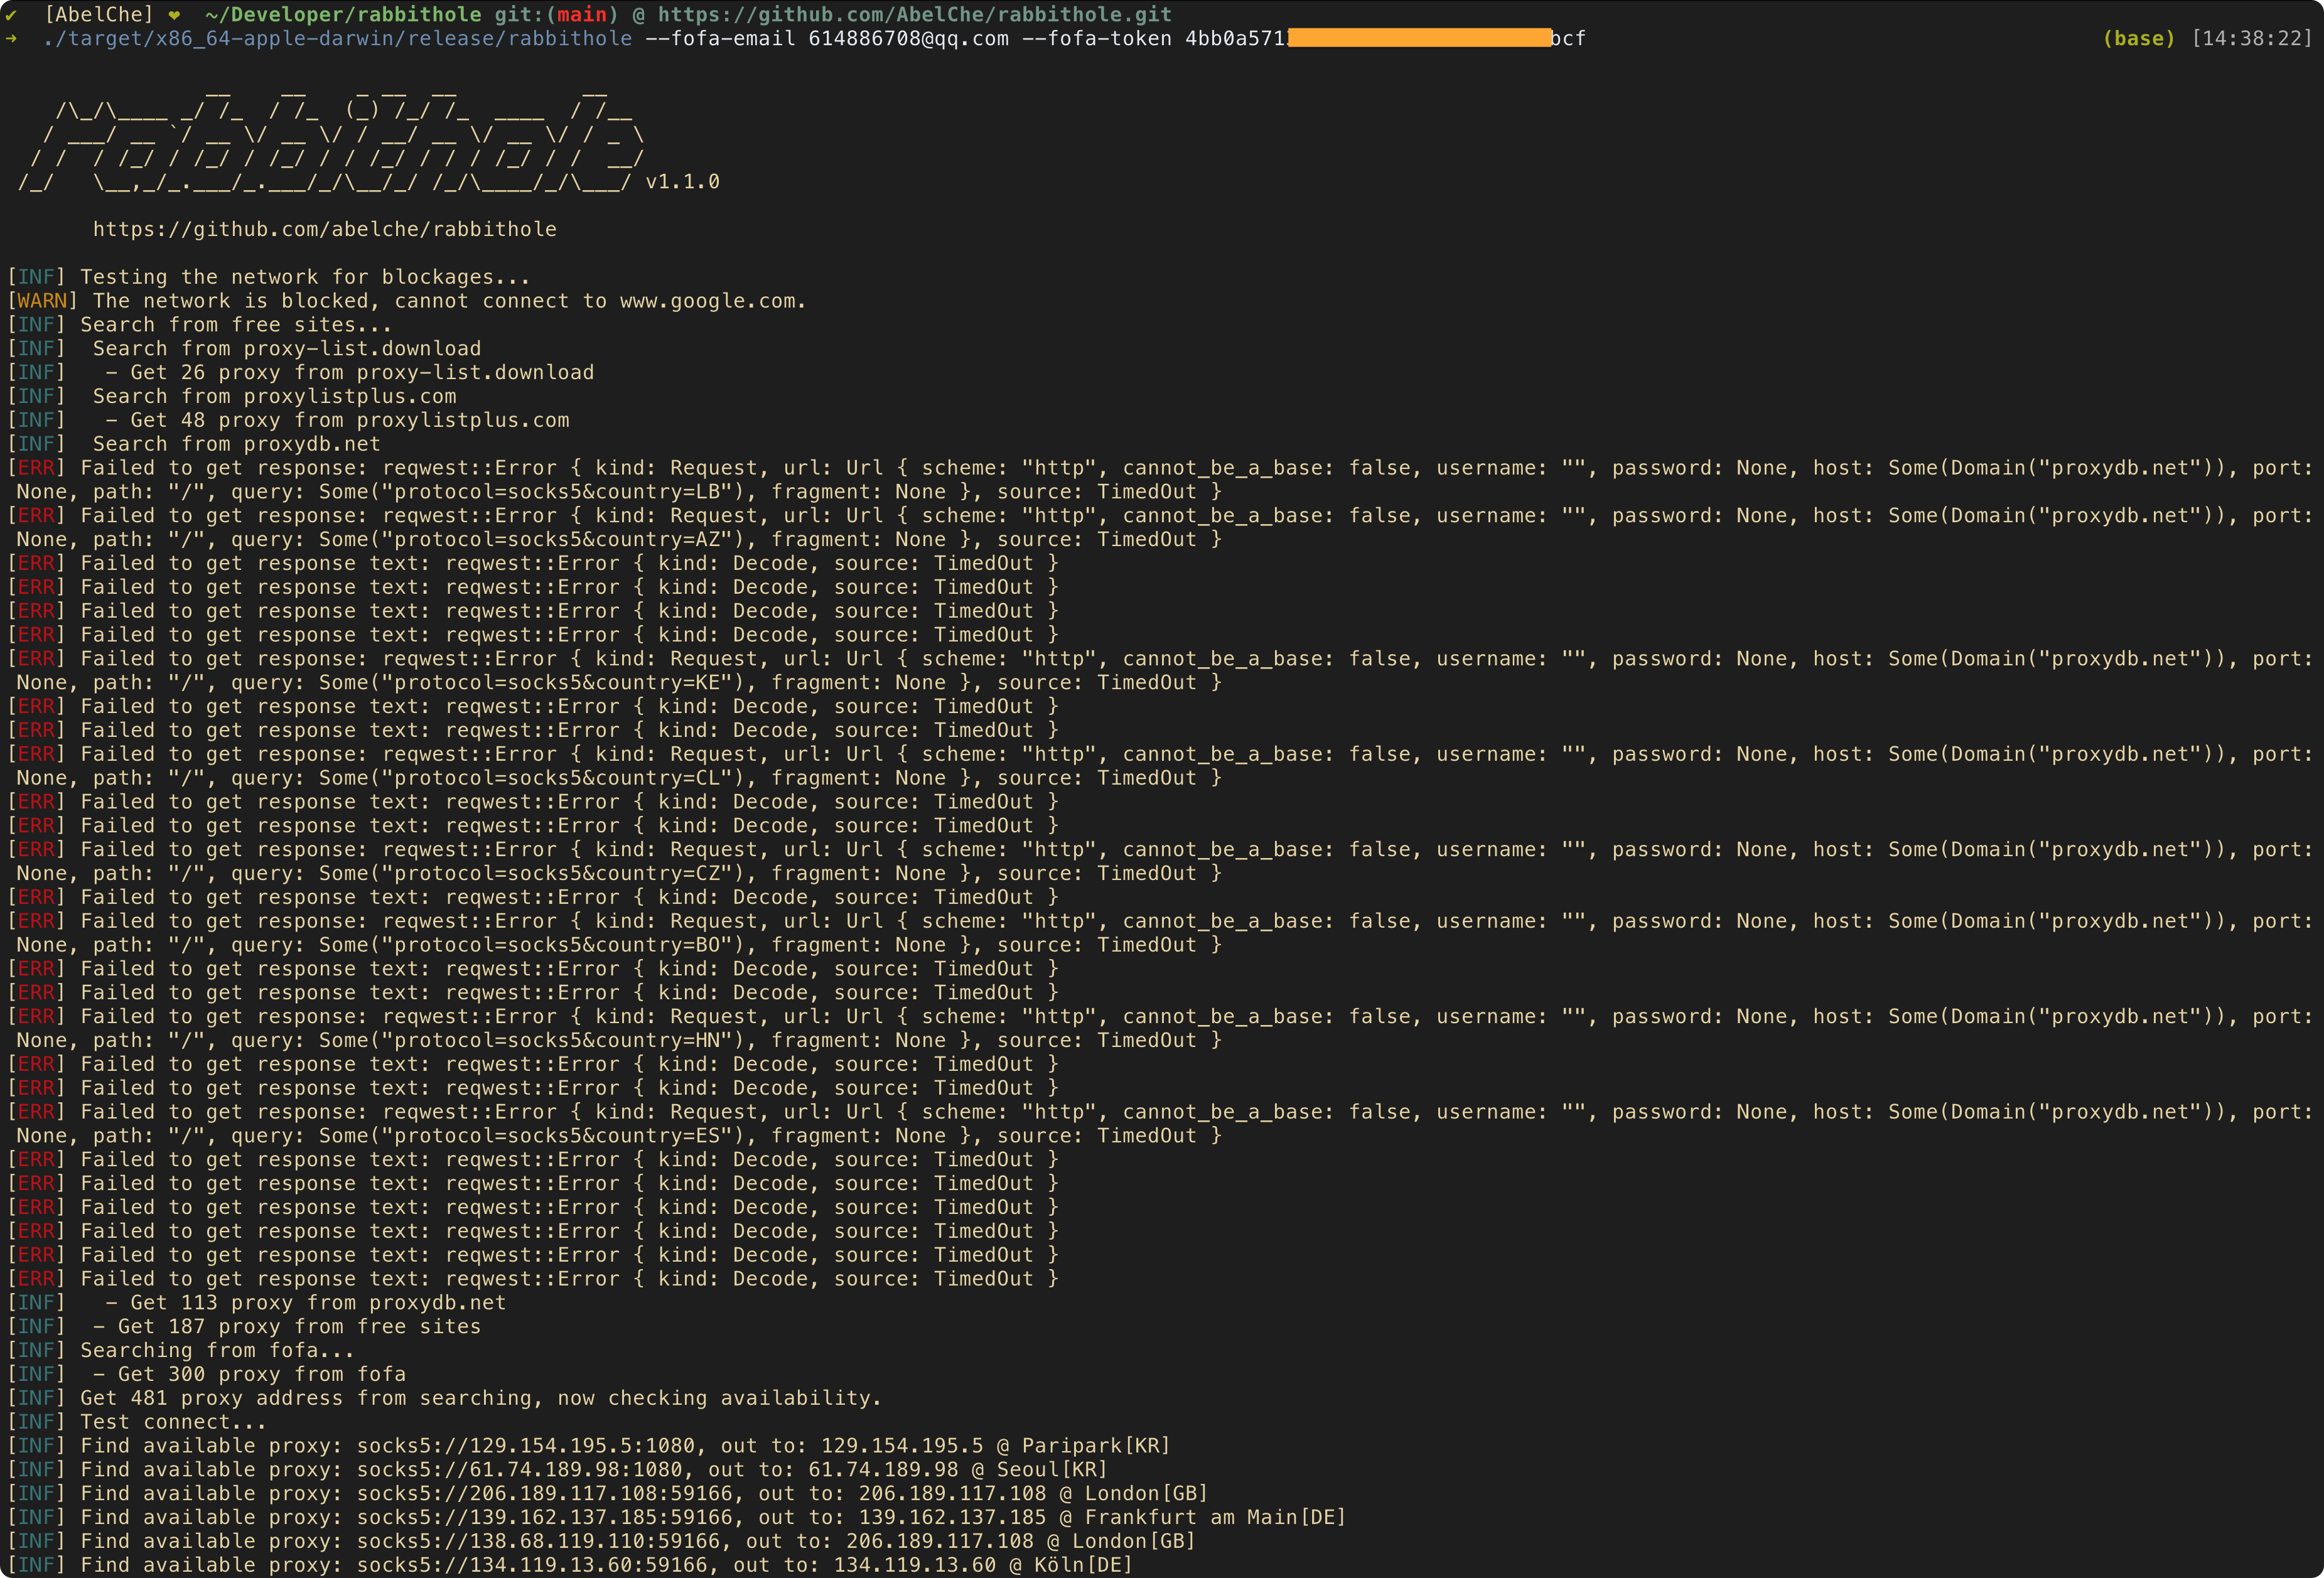 ✔ [AbelChe] ❤ ~/Developer/rabbithole git:(main) @ https://github.com/AbelChe/rabbithole.git
➜ ./target/x86_64-apple-darwin/release/rabbithole --fofa-email 614886708@qq.com --fofa-token 4bb0a571 bcf (base) [14:38:22]
rabbithole v1.1.0
https://github.com/abelche/rabbithole
[INF] Testing the network for blockages...
[WARN] The network is blocked, cannot connect to www.google.com.
[INF] Search from free sites...
[INF]  Search from proxy-list.download
[INF]   - Get 26 proxy from proxy-list.download
[INF]  Search from proxylistplus.com
[INF]   - Get 48 proxy from proxylistplus.com
[INF]  Search from proxydb.net
[ERR] Failed to get response: reqwest::Error { kind: Request, url: Url { scheme: "http", cannot_be_a_base: false, username: "", password: None, host: Some(Domain("proxydb.net")), port:
None, path: "/", query: Some("protocol=socks5&country=LB"), fragment: None }, source: TimedOut }
[ERR] Failed to get response: reqwest::Error { kind: Request, url: Url { scheme: "http", cannot_be_a_base: false, username: "", password: None, host: Some(Domain("proxydb.net")), port:
None, path: "/", query: Some("protocol=socks5&country=AZ"), fragment: None }, source: TimedOut }
[ERR] Failed to get response text: reqwest::Error { kind: Decode, source: TimedOut }
[ERR] Failed to get response text: reqwest::Error { kind: Decode, source: TimedOut }
[ERR] Failed to get response text: reqwest::Error { kind: Decode, source: TimedOut }
[ERR] Failed to get response text: reqwest::Error { kind: Decode, source: TimedOut }
[ERR] Failed to get response: reqwest::Error { kind: Request, url: Url { scheme: "http", cannot_be_a_base: false, username: "", password: None, host: Some(Domain("proxydb.net")), port:
None, path: "/", query: Some("protocol=socks5&country=KE"), fragment: None }, source: TimedOut }
[ERR] Failed to get response text: reqwest::Error { kind: Decode, source: TimedOut }
[ERR] Failed to get response text: reqwest::Error { kind: Decode, source: TimedOut }
[ERR] Failed to get response: reqwest::Error { kind: Request, url: Url { scheme: "http", cannot_be_a_base: false, username: "", password: None, host: Some(Domain("proxydb.net")), port:
None, path: "/", query: Some("protocol=socks5&country=CL"), fragment: None }, source: TimedOut }
[ERR] Failed to get response text: reqwest::Error { kind: Decode, source: TimedOut }
[ERR] Failed to get response text: reqwest::Error { kind: Decode, source: TimedOut }
[ERR] Failed to get response: reqwest::Error { kind: Request, url: Url { scheme: "http", cannot_be_a_base: false, username: "", password: None, host: Some(Domain("proxydb.net")), port:
None, path: "/", query: Some("protocol=socks5&country=CZ"), fragment: None }, source: TimedOut }
[ERR] Failed to get response text: reqwest::Error { kind: Decode, source: TimedOut }
[ERR] Failed to get response: reqwest::Error { kind: Request, url: Url { scheme: "http", cannot_be_a_base: false, username: "", password: None, host: Some(Domain("proxydb.net")), port:
None, path: "/", query: Some("protocol=socks5&country=BO"), fragment: None }, source: TimedOut }
[ERR] Failed to get response text: reqwest::Error { kind: Decode, source: TimedOut }
[ERR] Failed to get response text: reqwest::Error { kind: Decode, source: TimedOut }
[ERR] Failed to get response: reqwest::Error { kind: Request, url: Url { scheme: "http", cannot_be_a_base: false, username: "", password: None, host: Some(Domain("proxydb.net")), port:
None, path: "/", query: Some("protocol=socks5&country=HN"), fragment: None }, source: TimedOut }
[ERR] Failed to get response text: reqwest::Error { kind: Decode, source: TimedOut }
[ERR] Failed to get response text: reqwest::Error { kind: Decode, source: TimedOut }
[ERR] Failed to get response: reqwest::Error { kind: Request, url: Url { scheme: "http", cannot_be_a_base: false, username: "", password: None, host: Some(Domain("proxydb.net")), port:
None, path: "/", query: Some("protocol=socks5&country=ES"), fragment: None }, source: TimedOut }
[ERR] Failed to get response text: reqwest::Error { kind: Decode, source: TimedOut }
[ERR] Failed to get response text: reqwest::Error { kind: Decode, source: TimedOut }
[ERR] Failed to get response text: reqwest::Error { kind: Decode, source: TimedOut }
[ERR] Failed to get response text: reqwest::Error { kind: Decode, source: TimedOut }
[ERR] Failed to get response text: reqwest::Error { kind: Decode, source: TimedOut }
[ERR] Failed to get response text: reqwest::Error { kind: Decode, source: TimedOut }
[INF]   - Get 113 proxy from proxydb.net
[INF]  - Get 187 proxy from free sites
[INF] Searching from fofa...
[INF]  - Get 300 proxy from fofa
[INF] Get 481 proxy address from searching, now checking availability.
[INF] Test connect...
[INF] Find available proxy: socks5://129.154.195.5:1080, out to: 129.154.195.5 @ Paripark[KR]
[INF] Find available proxy: socks5://61.74.189.98:1080, out to: 61.74.189.98 @ Seoul[KR]
[INF] Find available proxy: socks5://206.189.117.108:59166, out to: 206.189.117.108 @ London[GB]
[INF] Find available proxy: socks5://139.162.137.185:59166, out to: 139.162.137.185 @ Frankfurt am Main[DE]
[INF] Find available proxy: socks5://138.68.119.110:59166, out to: 206.189.117.108 @ London[GB]
[INF] Find available proxy: socks5://134.119.13.60:59166, out to: 134.119.13.60 @ Köln[DE]